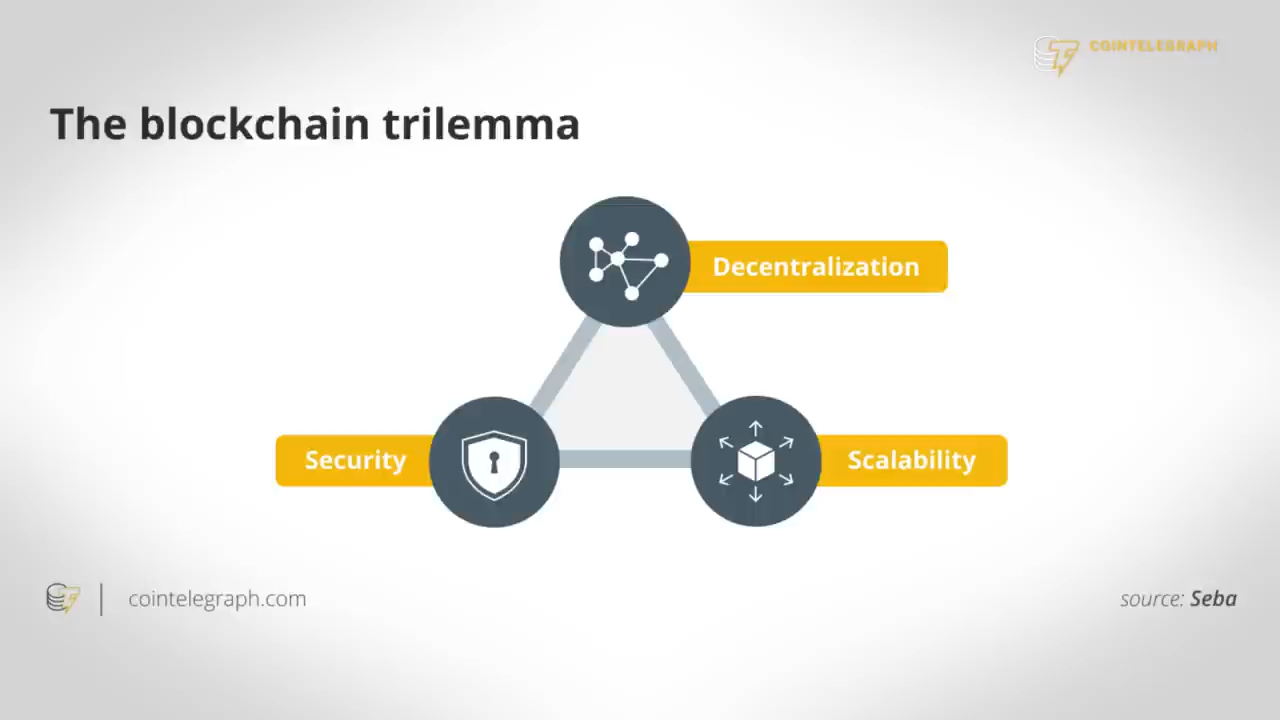 COINTELEGRAPH
The blockchain trilemma
Decentralization
Security
Scalability
cointelegraph.com
source: Seba